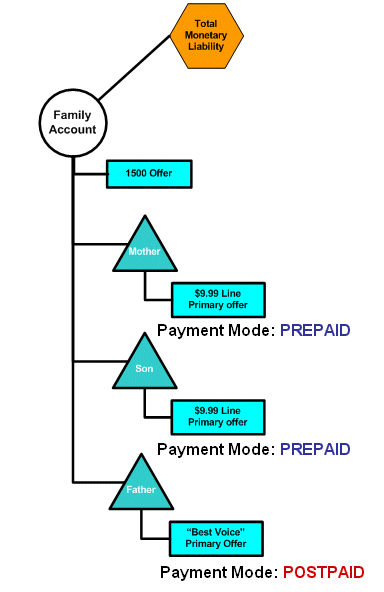 Total
Monetary
Liability
Family
Account
1500 Offer
Mother
$9.99 Line
Primary offer
Payment Mode: PREPAID
Son
$9.99 Line
Primary offer
Payment Mode: PREPAID
Father
“Best Voice”
Primary Offer
Payment Mode: POSTPAID